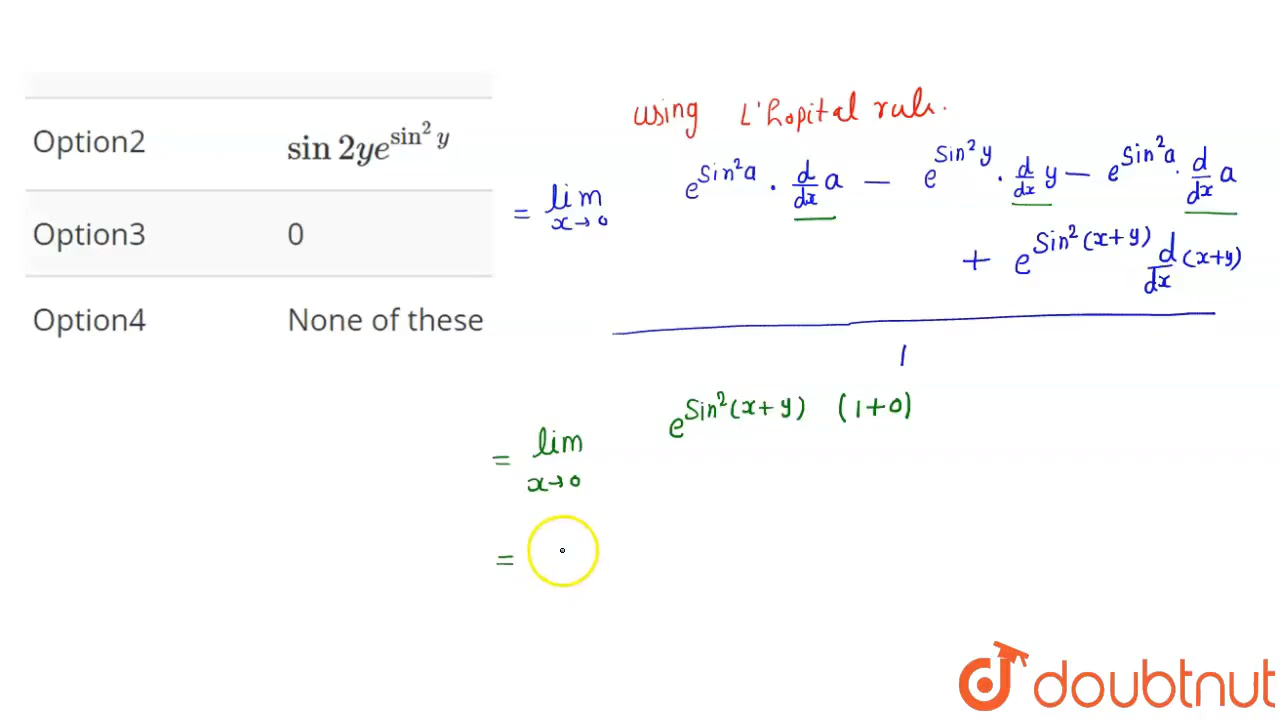 Option2 sin 2ye^{sin^2 y}
Option3 0
Option4 None of these
using L'hopital rule.
= lim_{x→0} e^{Sin^2 a} · d/dx a − e^{Sin^2 y} · d/dx y − e^{Sin^2 a} · d/dx a
+ e^{Sin^2 (x+y)} d/dx (x+y)
1
= lim_{x→0} e^{Sin^2 (x+y)} (1+0)
=
doubtnut